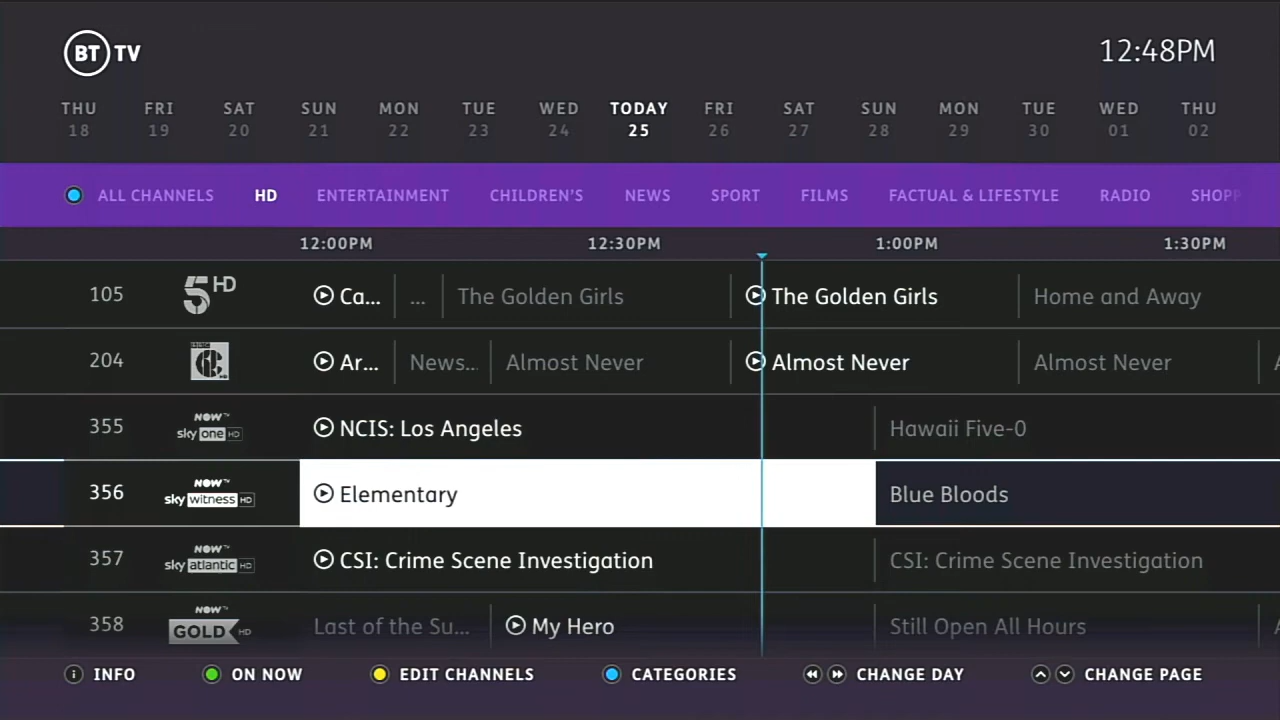 BT TV
12:48PM
THU FRI SAT SUN MON TUE WED TODAY FRI SAT SUN MON TUE WED THU
18 19 20 21 22 23 24 25 26 27 28 29 30 01 02
ALL CHANNELS HD ENTERTAINMENT CHILDREN'S NEWS SPORT FILMS FACTUAL & LIFESTYLE RADIO SHOPP
12:00PM 12:30PM 1:00PM 1:30PM
105 5 HD Ca... ... The Golden Girls The Golden Girls Home and Away
204 Ar... News... Almost Never Almost Never Almost Never
355 NOW TV sky one HD NCIS: Los Angeles Hawaii Five-0
356 NOW TV sky witness HD Elementary Blue Bloods
357 NOW TV sky atlantic HD CSI: Crime Scene Investigation CSI: Crime Scene Investigation
358 NOW TV GOLD HD Last of the Su... My Hero Still Open All Hours
INFO ON NOW EDIT CHANNELS CATEGORIES CHANGE DAY CHANGE PAGE